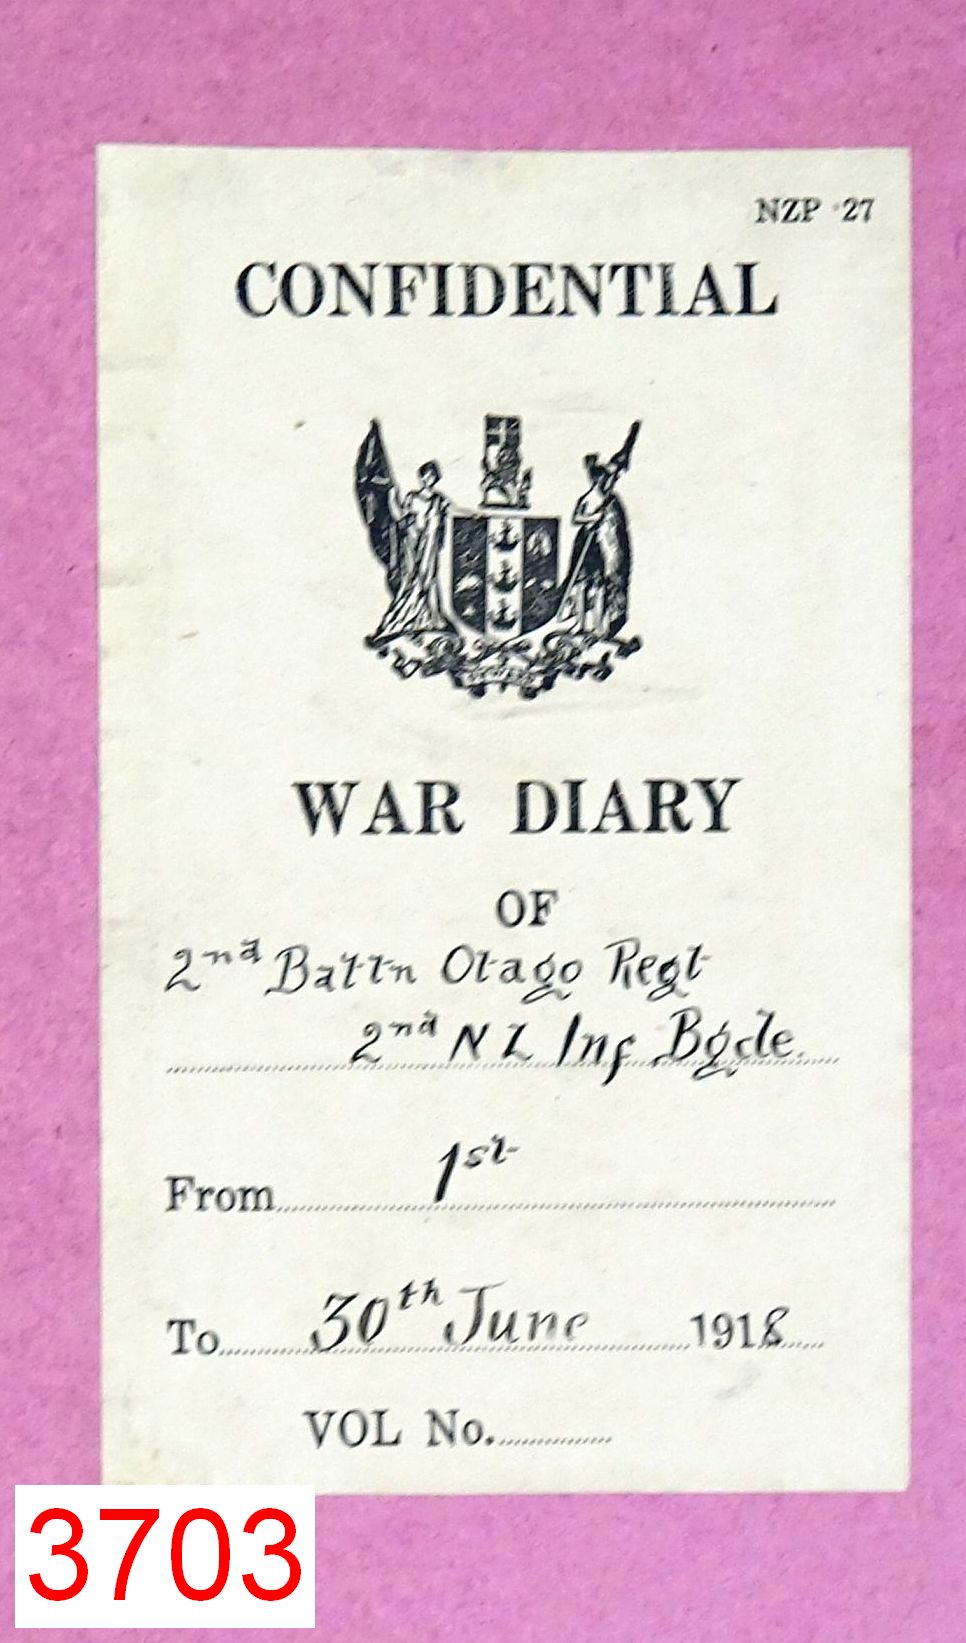 NZP 27
CONFIDENTIAL
WAR DIARY
OF
2nd Battn Otago Regt
2nd N Z Inf Bgde.
From 1st
To 30th June 1918
VOL No.
3703